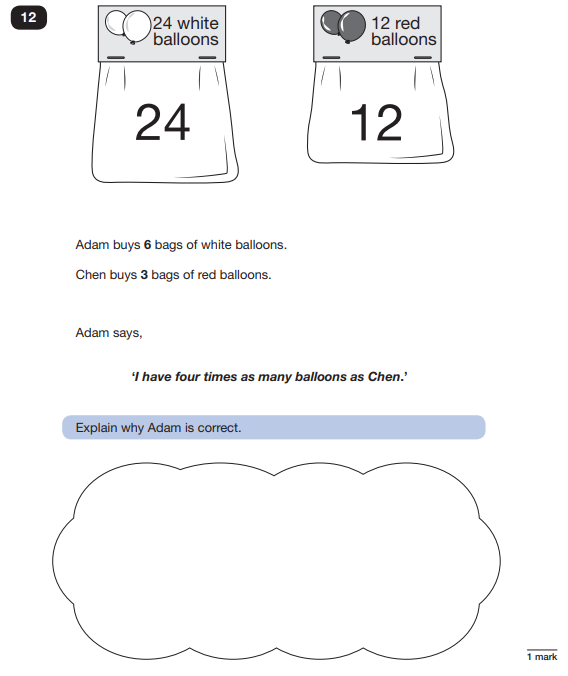 12
24 white
balloons
24
12 red
balloons
12
Adam buys 6 bags of white balloons.
Chen buys 3 bags of red balloons.
Adam says,
‘I have four times as many balloons as Chen.’
Explain why Adam is correct.
1 mark